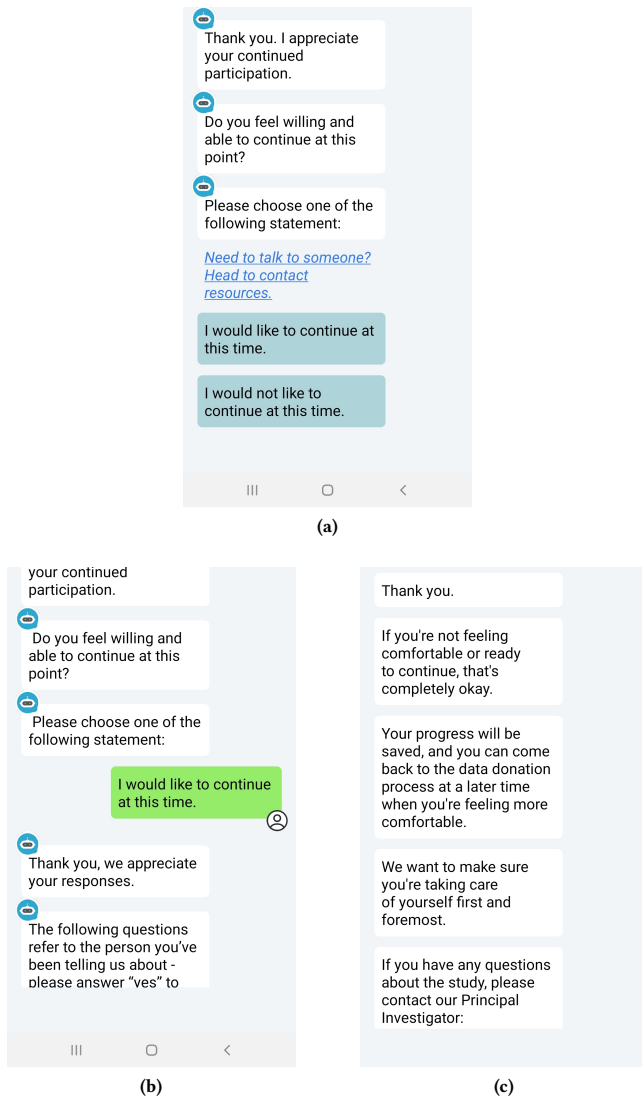 Thank you. I appreciate
your continued
participation.
Do you feel willing and
able to continue at this
point?
Please choose one of the
following statement:
Need to talk to someone?
Head to contact
resources.
I would like to continue at
this time.
I would not like to
continue at this time.
(a)
your continued
participation.
Do you feel willing and
able to continue at this
point?
Please choose one of the
following statement:
I would like to continue
at this time.
Thank you, we appreciate
your responses.
The following questions
refer to the person you’ve
been telling us about -
please answer “yes” to
(b)
Thank you.
If you're not feeling
comfortable or ready
to continue, that's
completely okay.
Your progress will be
saved, and you can come
back to the data donation
process at a later time
when you're feeling more
comfortable.
We want to make sure
you're taking care
of yourself first and
foremost.
If you have any questions
about the study, please
contact our Principal
Investigator:
(c)